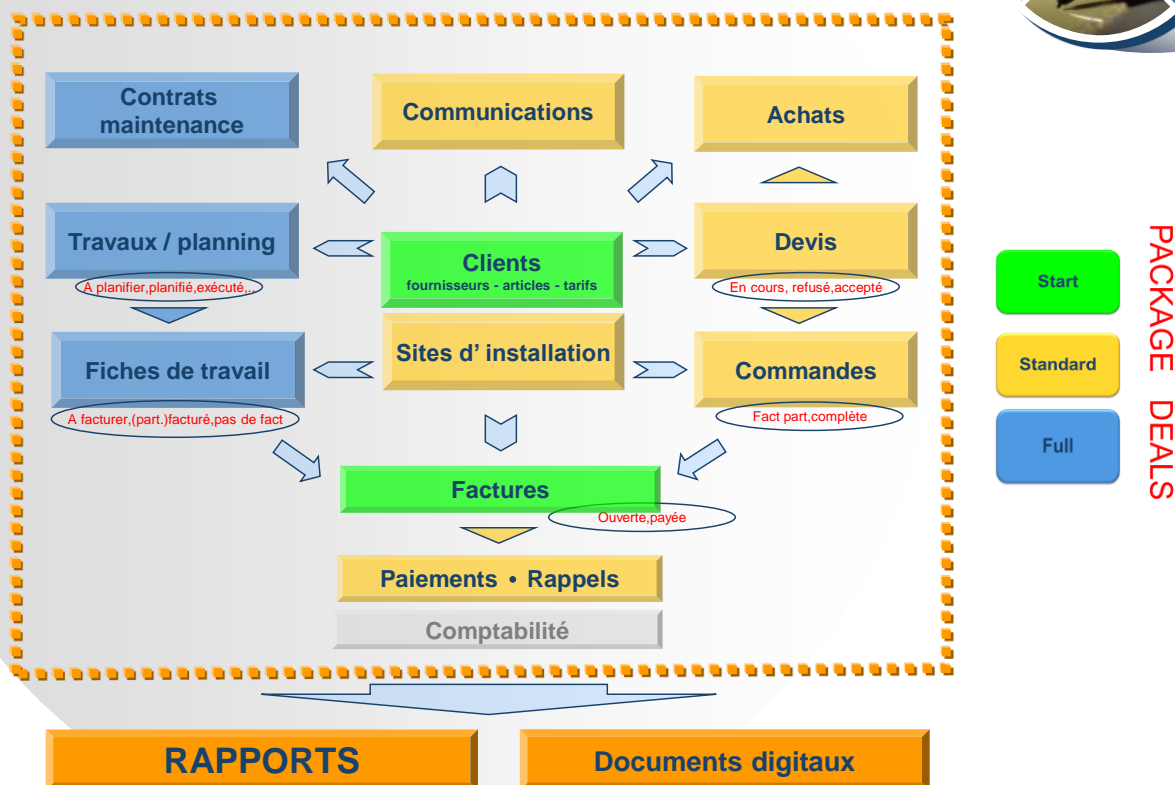 Contrats
maintenance
Communications
Achats
Travaux / planning
A planifier,planifié,exécuté,..
Clients
fournisseurs - articles - tarifs
Devis
En cours, refusé,accepté
Fiches de travail
A facturer,(part.)facturé,pas de fact
Sites d' installation
Commandes
Fact part,complète
Factures
Ouverte,payée
Paiements • Rappels
Comptabilité
RAPPORTS
Documents digitaux
Start
Standard
Full
PACKAGE DEALS